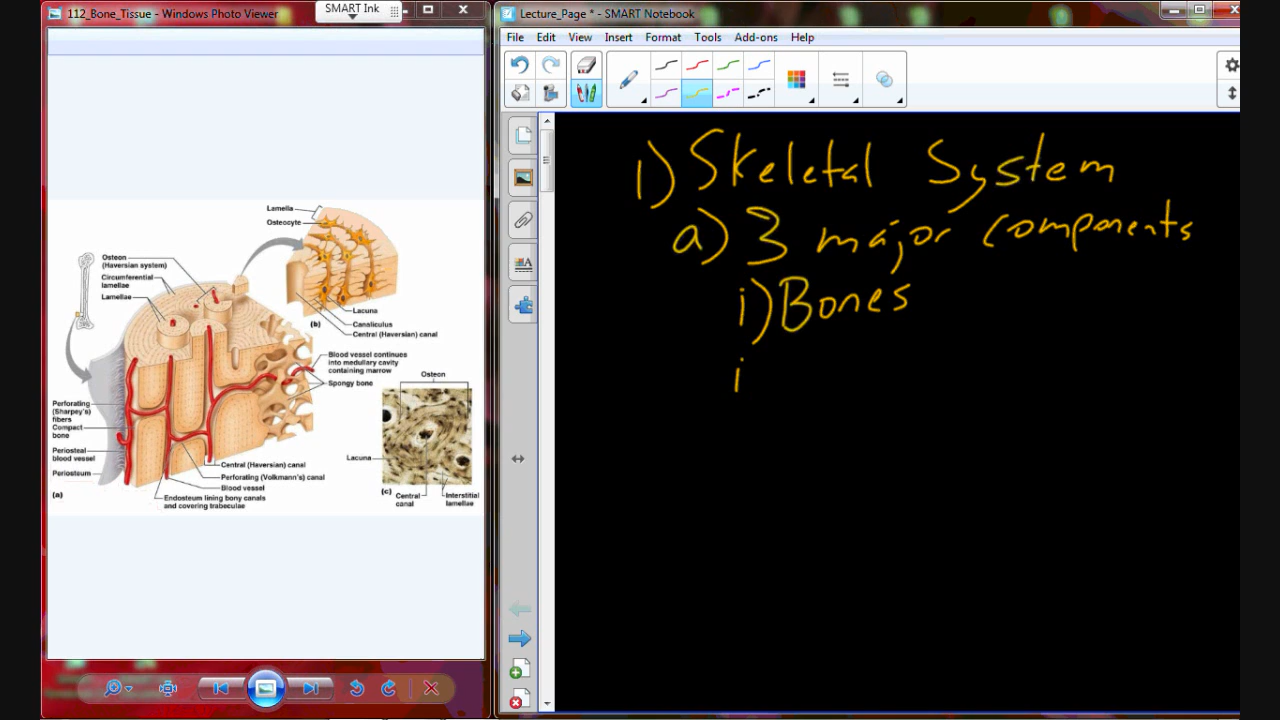 112_Bone_Tissue - Windows Photo Viewer
SMART Ink
Lecture_Page * - SMART Notebook
File Edit View Insert Format Tools Add-ons Help
Lamella
Osteocyte
Osteon
(Haversian system)
Circumferential
lamellae
Lamellae
Lacuna
Canaliculus
Central (Haversian) canal
(b)
Blood vessel continues
into medullary cavity
containing marrow
Spongy bone
Perforating
(Sharpey's)
fibers
Compact
bone
Periosteal
blood vessel
Periosteum
Central (Haversian) canal
Perforating (Volkmann's) canal
Blood vessel
Endosteum lining bony canals
and covering trabeculae
(a)
Osteon
Lacuna
(c)
Central
canal
Interstitial
lamellae
1) Skeletal System
a) 3 major components
i) Bones
i